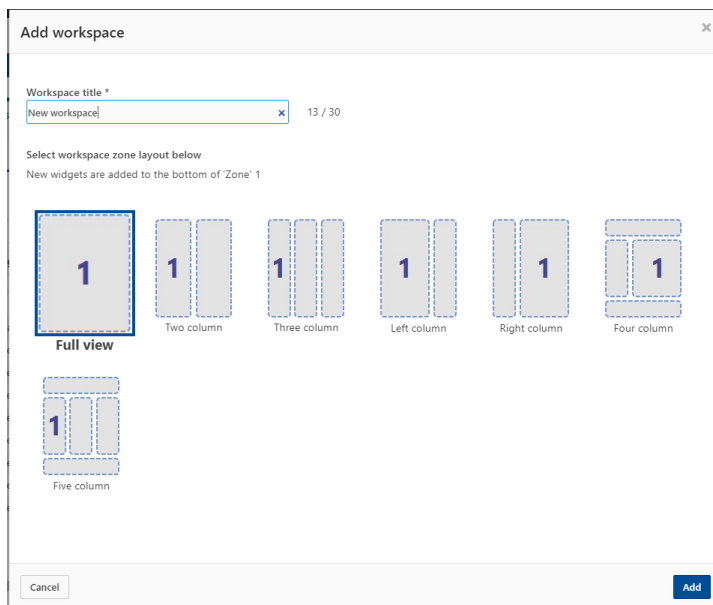 Add workspace
×
Workspace title *
New workspace
×
13 / 30
Select workspace zone layout below
New widgets are added to the bottom of 'Zone' 1
1
1
1
1
1
1
Full view
Two column
Three column
Left column
Right column
Four column
1
Five column
Cancel
Add